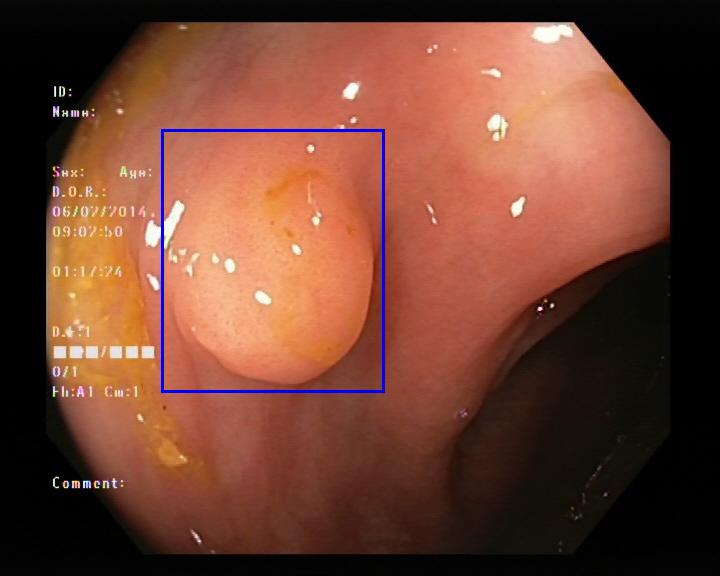 ID:
Name:
Sex: Age:
D.O.B.:
06/02/2014
09:02:50
01:17:24
0/1
Eh:A1 Cm:1
Comment: